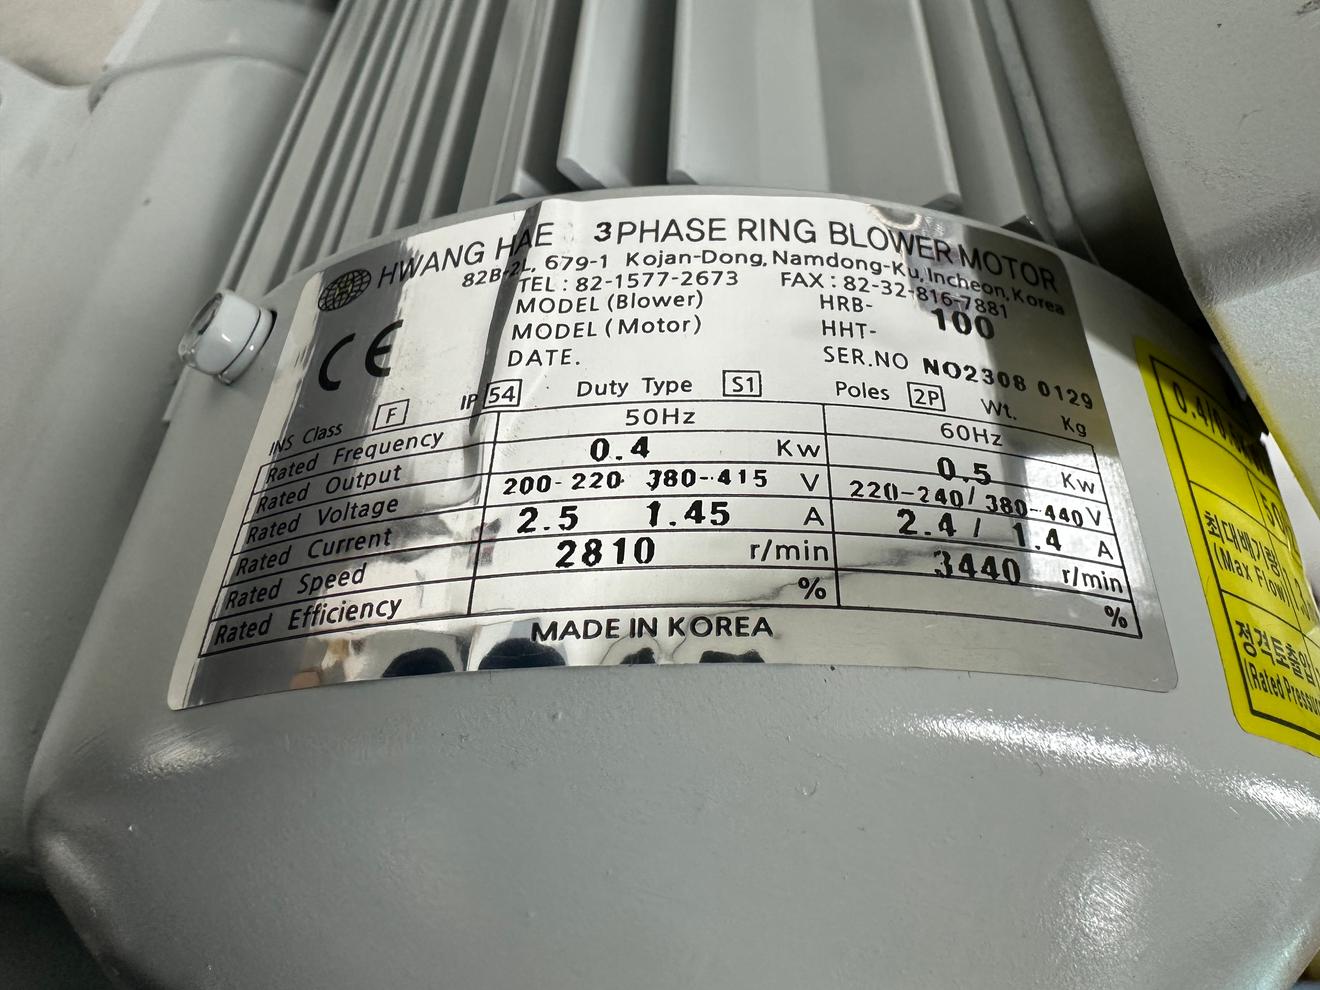 HWANG HAE 3PHASE RING BLOWER MOTOR
82B-2L, 679-1 Kojan-Dong, Namdong-Ku, Incheon, Korea
TEL : 82-1577-2673 FAX : 82-32-816-7881
MODEL (Blower) HRB- 100
MODEL (Motor) HHT-
CE
DATE. SER.NO NO2308 0129
INS Class F IP 54 Duty Type S1 Poles 2P Wt. Kg
Rated Frequency 50Hz 60Hz
Rated Output 0.4 Kw 0.5 Kw
Rated Voltage 200-220 380-415 V 220-240/380-440 V
Rated Current 2.5 1.45 A 2.4 / 1.4 A
Rated Speed 2810 r/min 3440 r/min
Rated Efficiency % %
MADE IN KOREA
최대배기량
(Max Flow)
정격토출압
(Rated Pressure